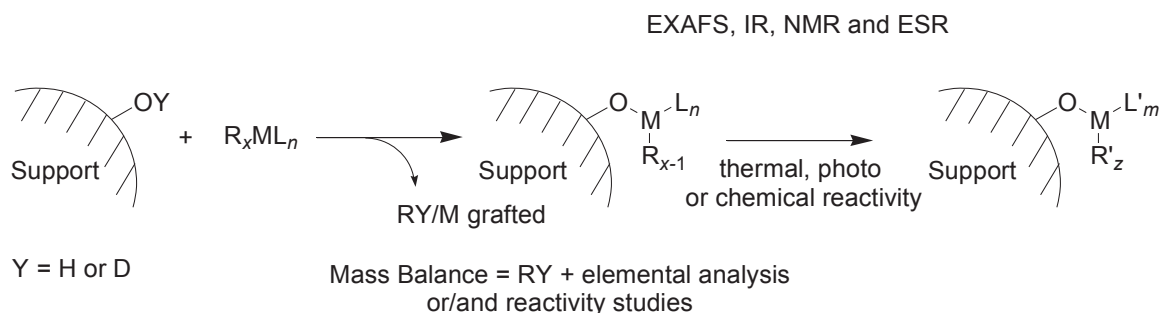 EXAFS, IR, NMR and ESR
OY
Support
+
RₓMLₙ
RY/M grafted
O
M
Lₙ
Rₓ₋₁
Support
thermal, photo
or chemical reactivity
O
M
L'ₘ
R'z
Support
Y = H or D
Mass Balance = RY + elemental analysis
or/and reactivity studies